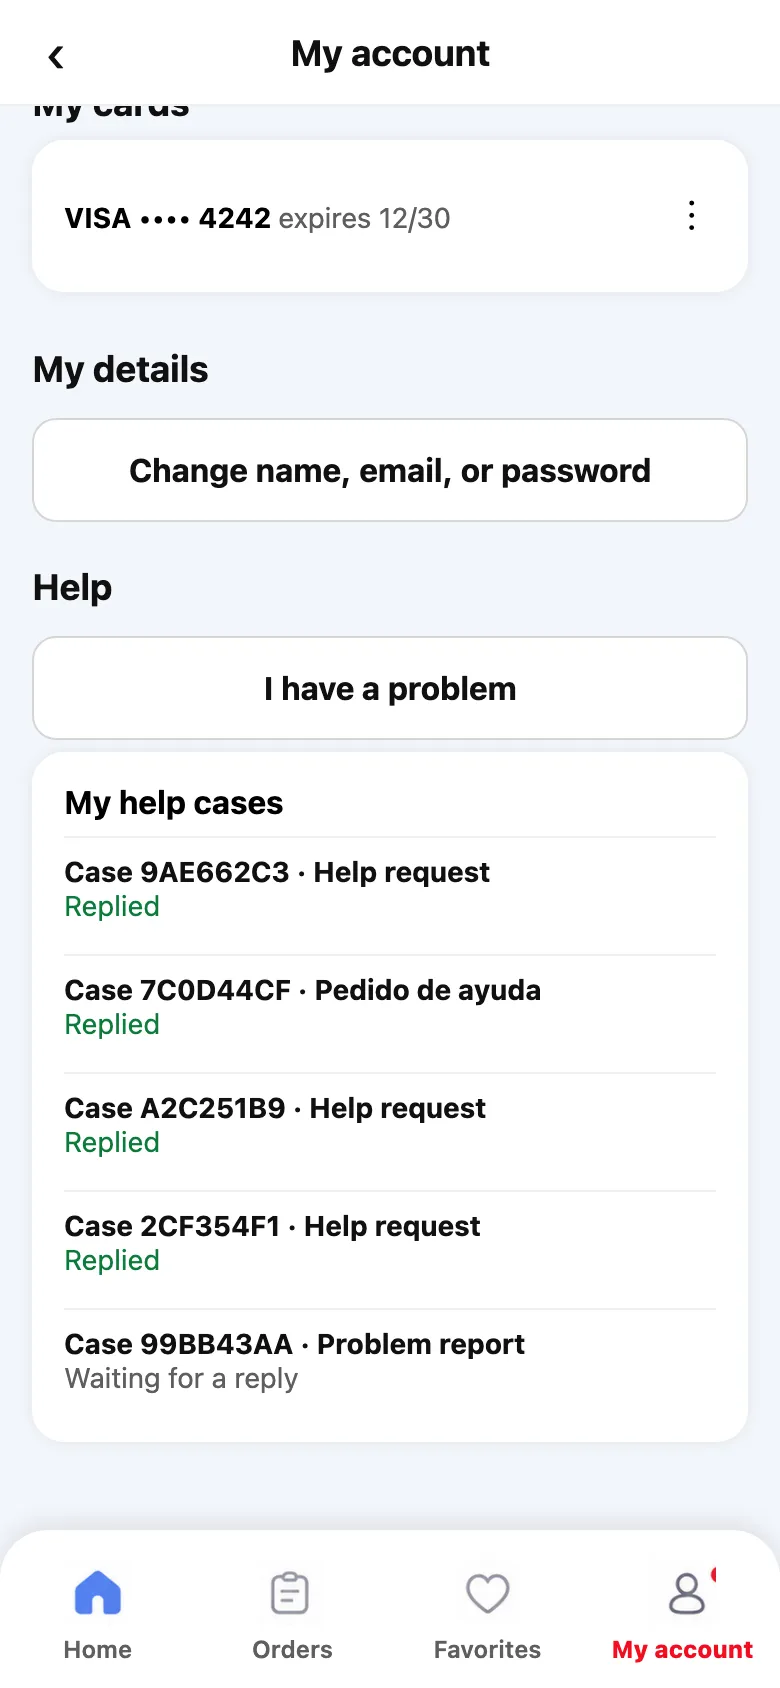 My account
My cards
VISA •••• 4242 expires 12/30
My details
Change name, email, or password
Help
I have a problem
My help cases
Case 9AE662C3 · Help request
Replied
Case 7C0D44CF · Pedido de ayuda
Replied
Case A2C251B9 · Help request
Replied
Case 2CF354F1 · Help request
Replied
Case 99BB43AA · Problem report
Waiting for a reply
Home
Orders
Favorites
My account